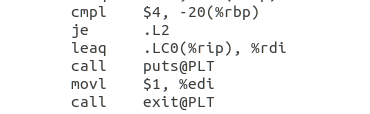 cmpl $4, -20(%rbp)
je .L2
leaq .LC0(%rip), %rdi
call puts@PLT
movl $1, %edi
call exit@PLT